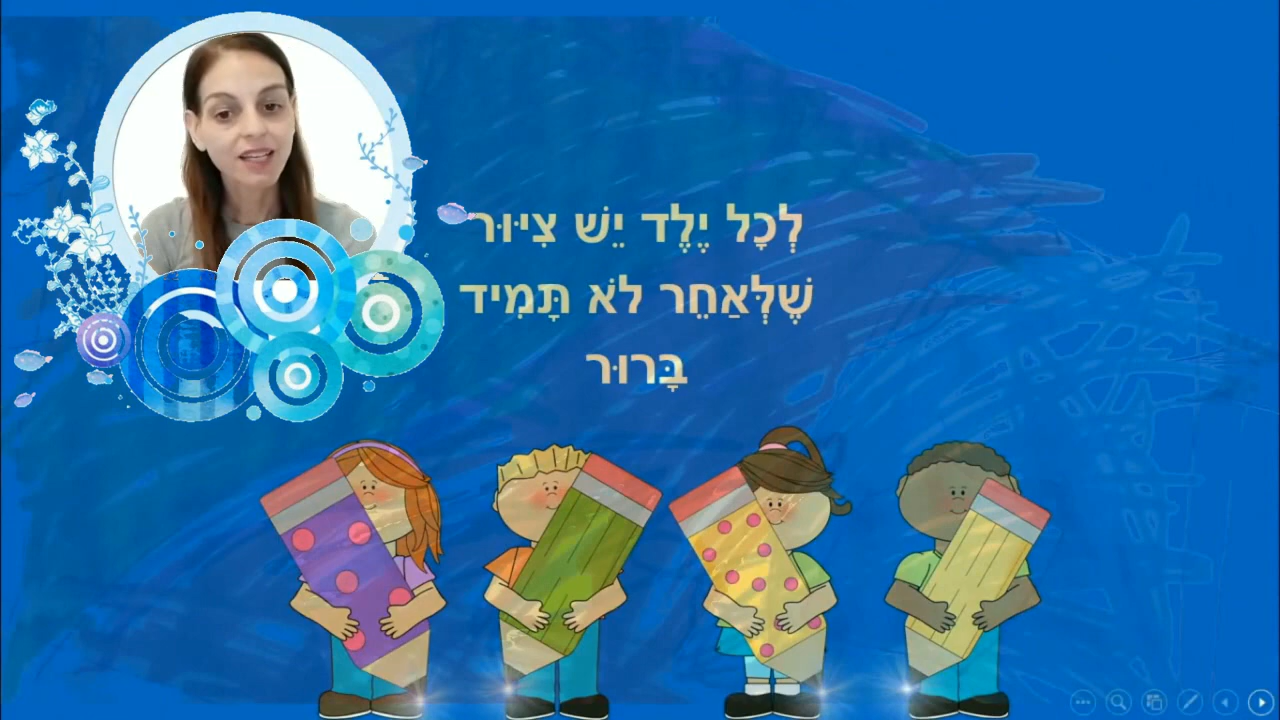 לְכָל יֶלֶד יֵשׁ צִיּוּר
שֶׁלְּאַחֵר לֹא תָּמִיד
בָּרוּר